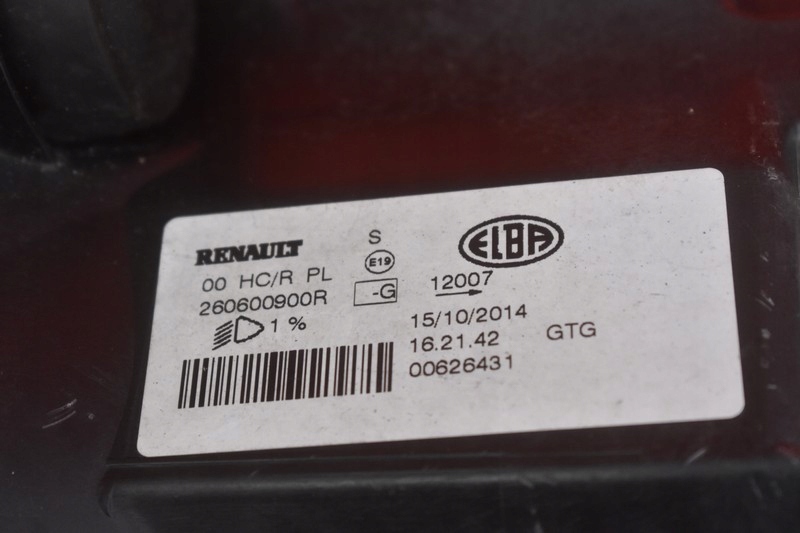 RENAULT
S
ELBA
00 HC/R PL
E19
260600900R
-G
12007
1 %
15/10/2014
16.21.42
GTG
00626431